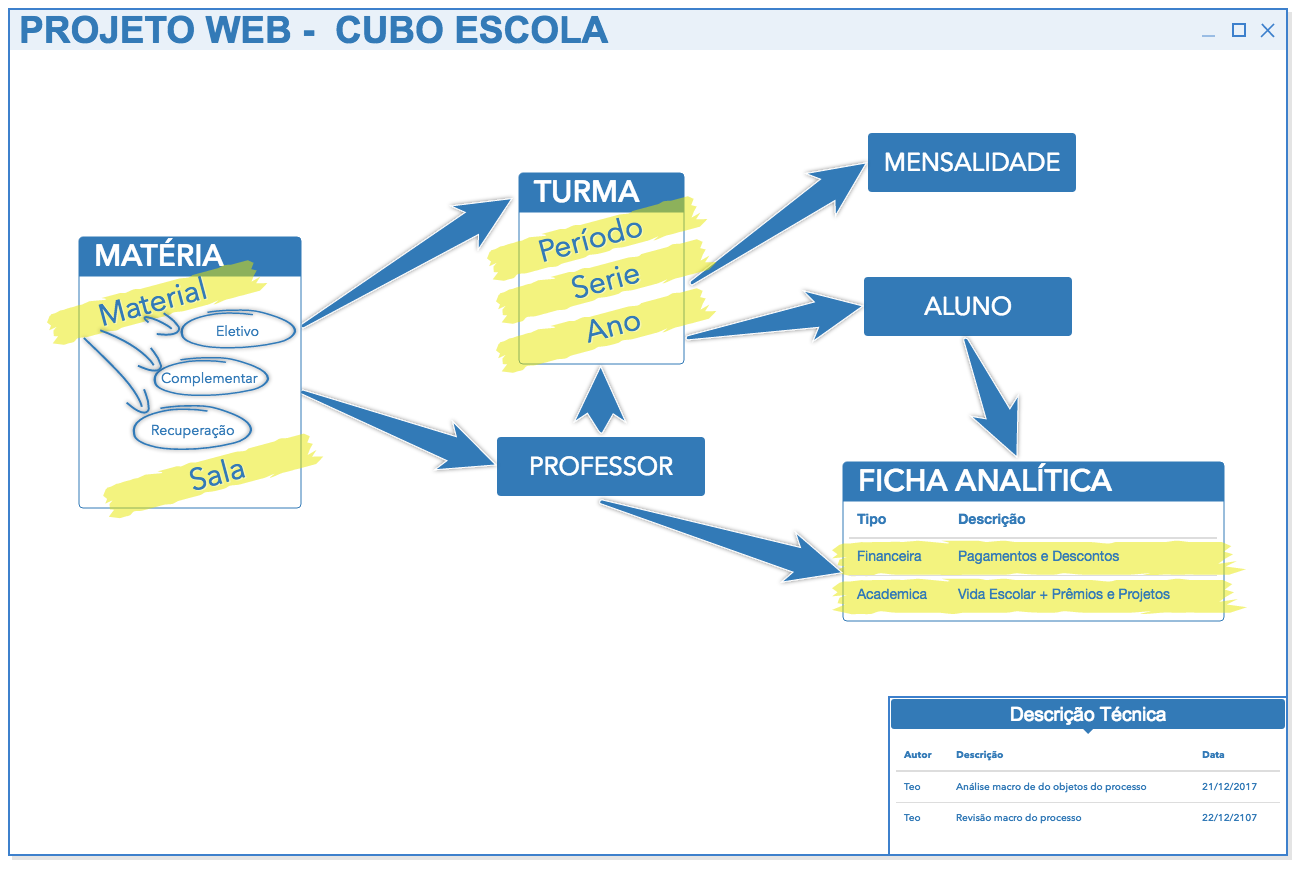 PROJETO WEB - CUBO ESCOLA
MATÉRIA
Material
Eletivo
Complementar
Recuperação
Sala
TURMA
Período
Serie
Ano
PROFESSOR
MENSALIDADE
ALUNO
FICHA ANALÍTICA
Tipo Descrição
Financeira Pagamentos e Descontos
Academica Vida Escolar + Prêmios e Projetos
Descrição Técnica
Autor Descrição Data
Teo Análise macro de do objetos do processo 21/12/2017
Teo Revisão macro do processo 22/12/2107